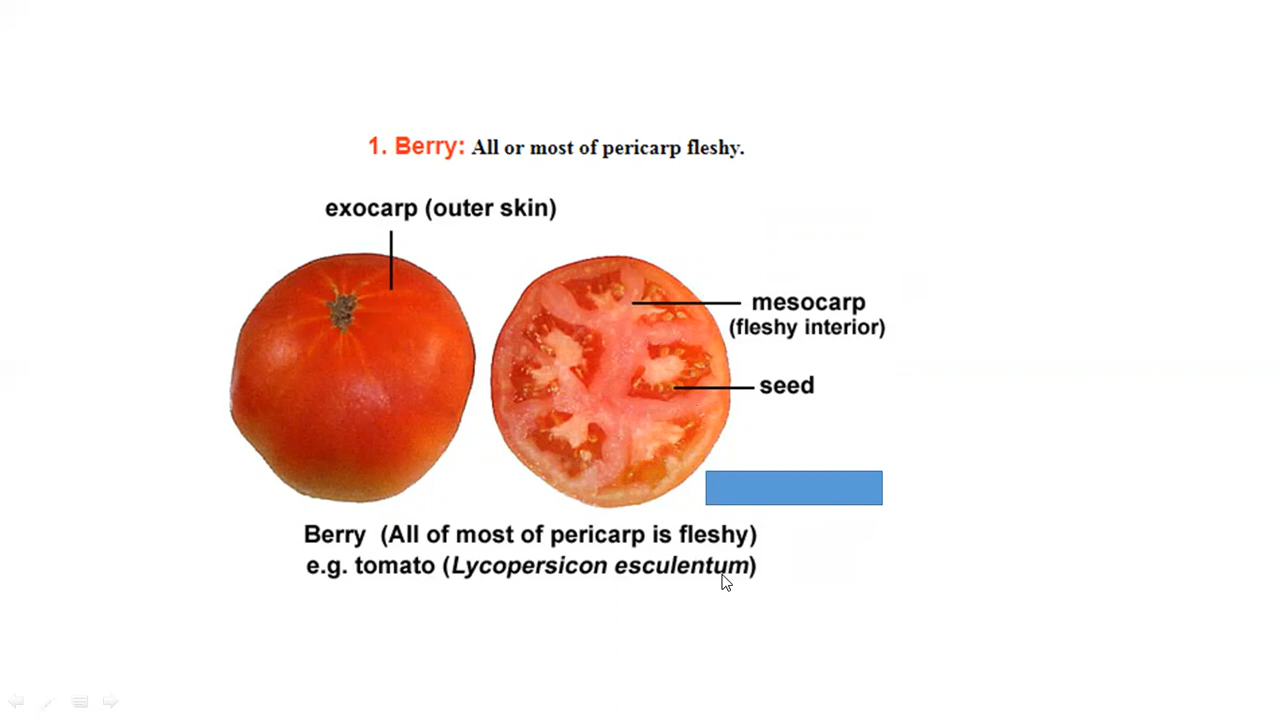 1. Berry: All or most of pericarp fleshy.
exocarp (outer skin)
mesocarp
(fleshy interior)
seed
Berry (All of most of pericarp is fleshy)
e.g. tomato (Lycopersicon esculentum)